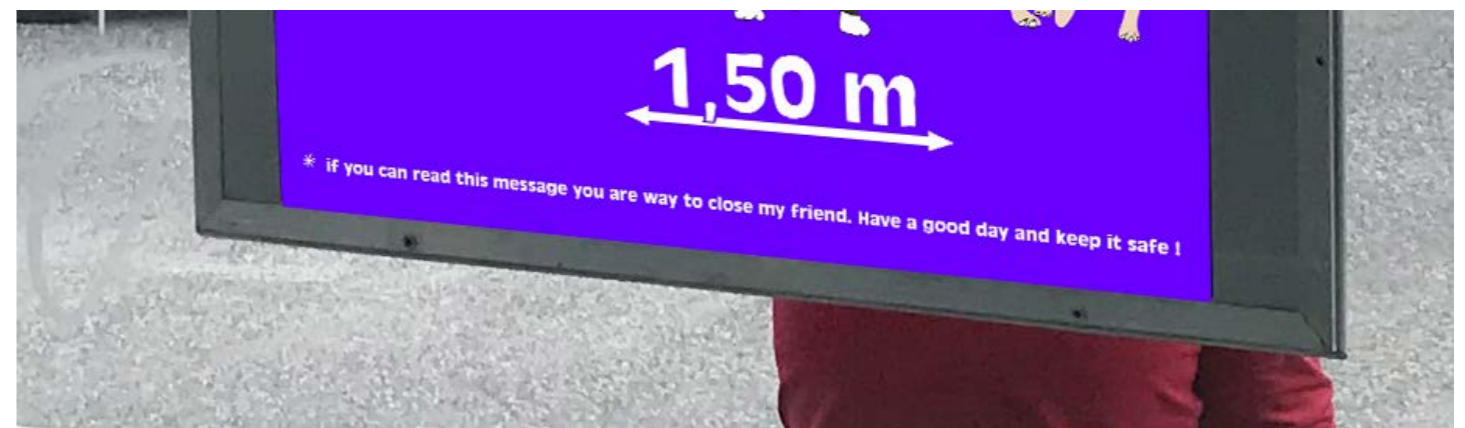 1,50 m
* if you can read this message you are way to close my friend. Have a good day and keep it safe !